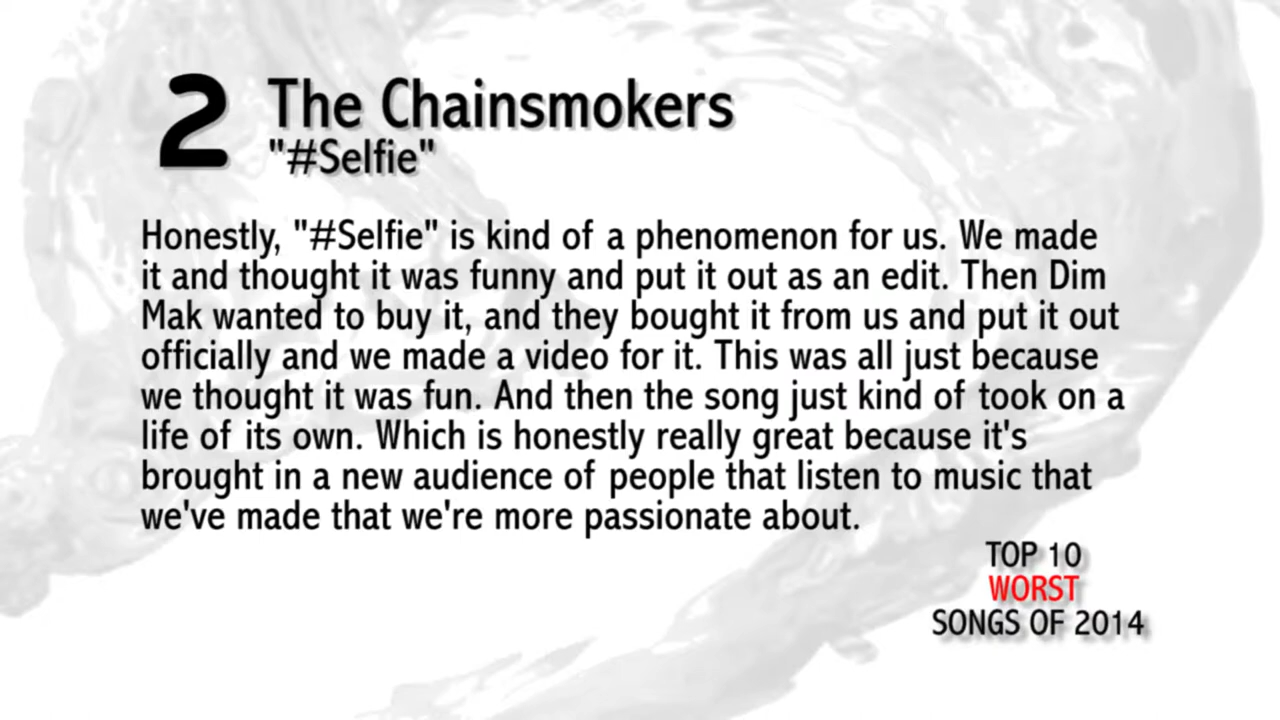 2 The Chainsmokers
"#Selfie"
Honestly, "#Selfie" is kind of a phenomenon for us. We made
it and thought it was funny and put it out as an edit. Then Dim
Mak wanted to buy it, and they bought it from us and put it out
officially and we made a video for it. This was all just because
we thought it was fun. And then the song just kind of took on a
life of its own. Which is honestly really great because it's
brought in a new audience of people that listen to music that
we've made that we're more passionate about.
TOP 10
WORST
SONGS OF 2014